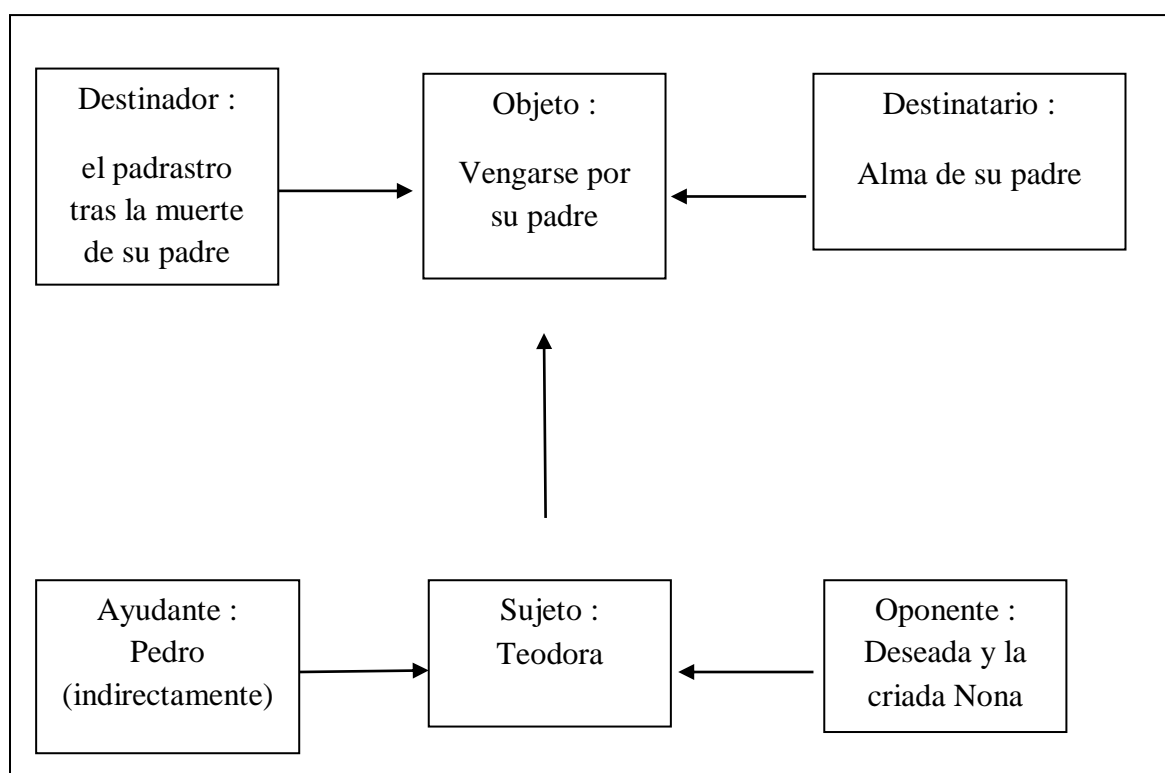 Destinador :
el padrastro
tras la muerte
de su padre
Objeto :
Vengarse por
su padre
Destinatario :
Alma de su padre
Ayudante :
Pedro
(indirectamente)
Sujeto :
Teodora
Oponente :
Deseada y la
criada Nona